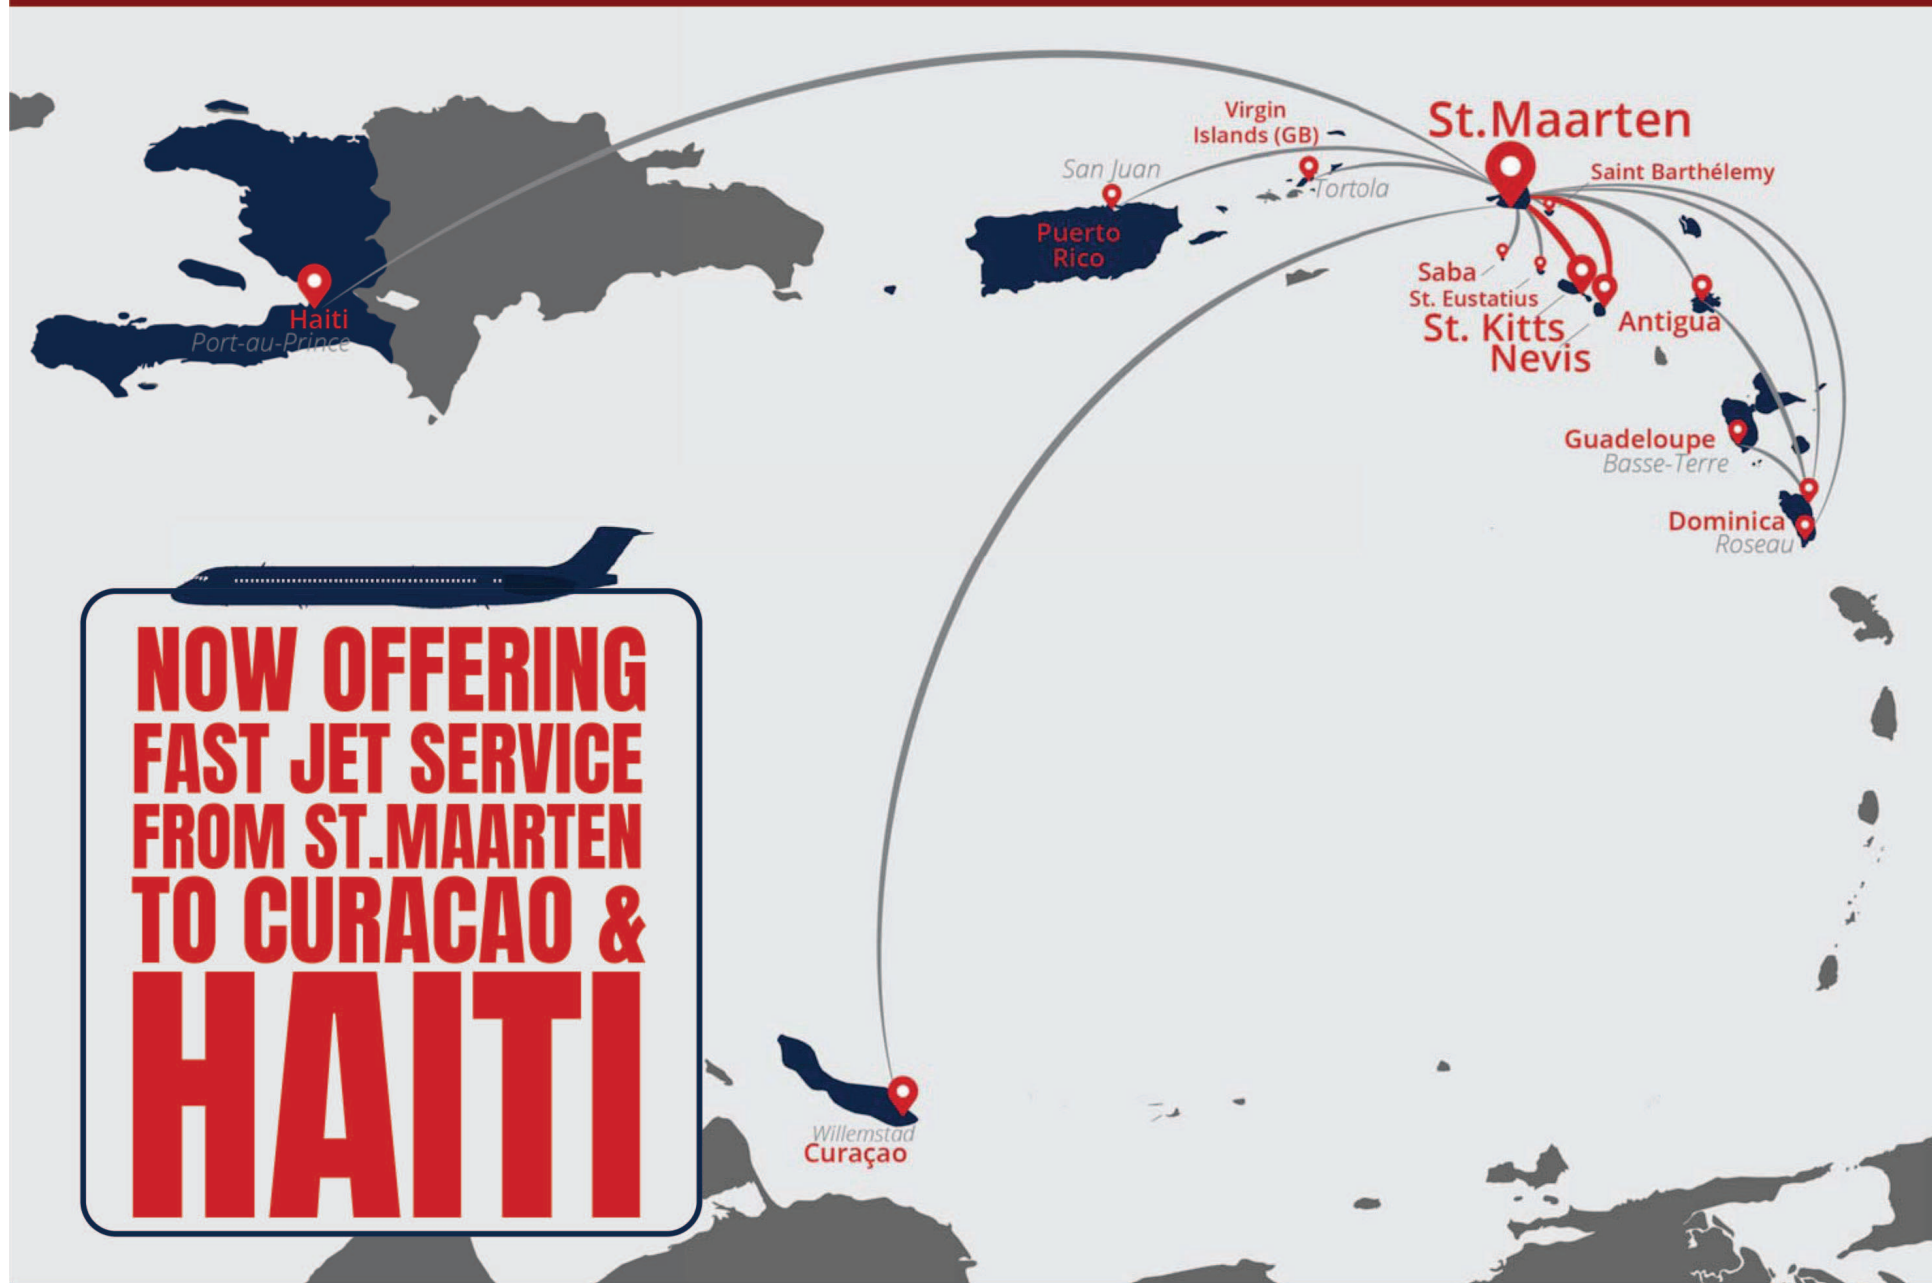 Virgin
Islands (GB)
St.Maarten
San Juan
Tortola
Saint Barthélemy
Puerto
Rico
Saba
St. Eustatius
St. Kitts
Nevis
Antigua
Haiti
Port-au-Prince
Guadeloupe
Basse-Terre
Dominica
Roseau
NOW OFFERING
FAST JET SERVICE
FROM ST.MAARTEN
TO CURACAO &
HAITI
Willemstad
Curaçao